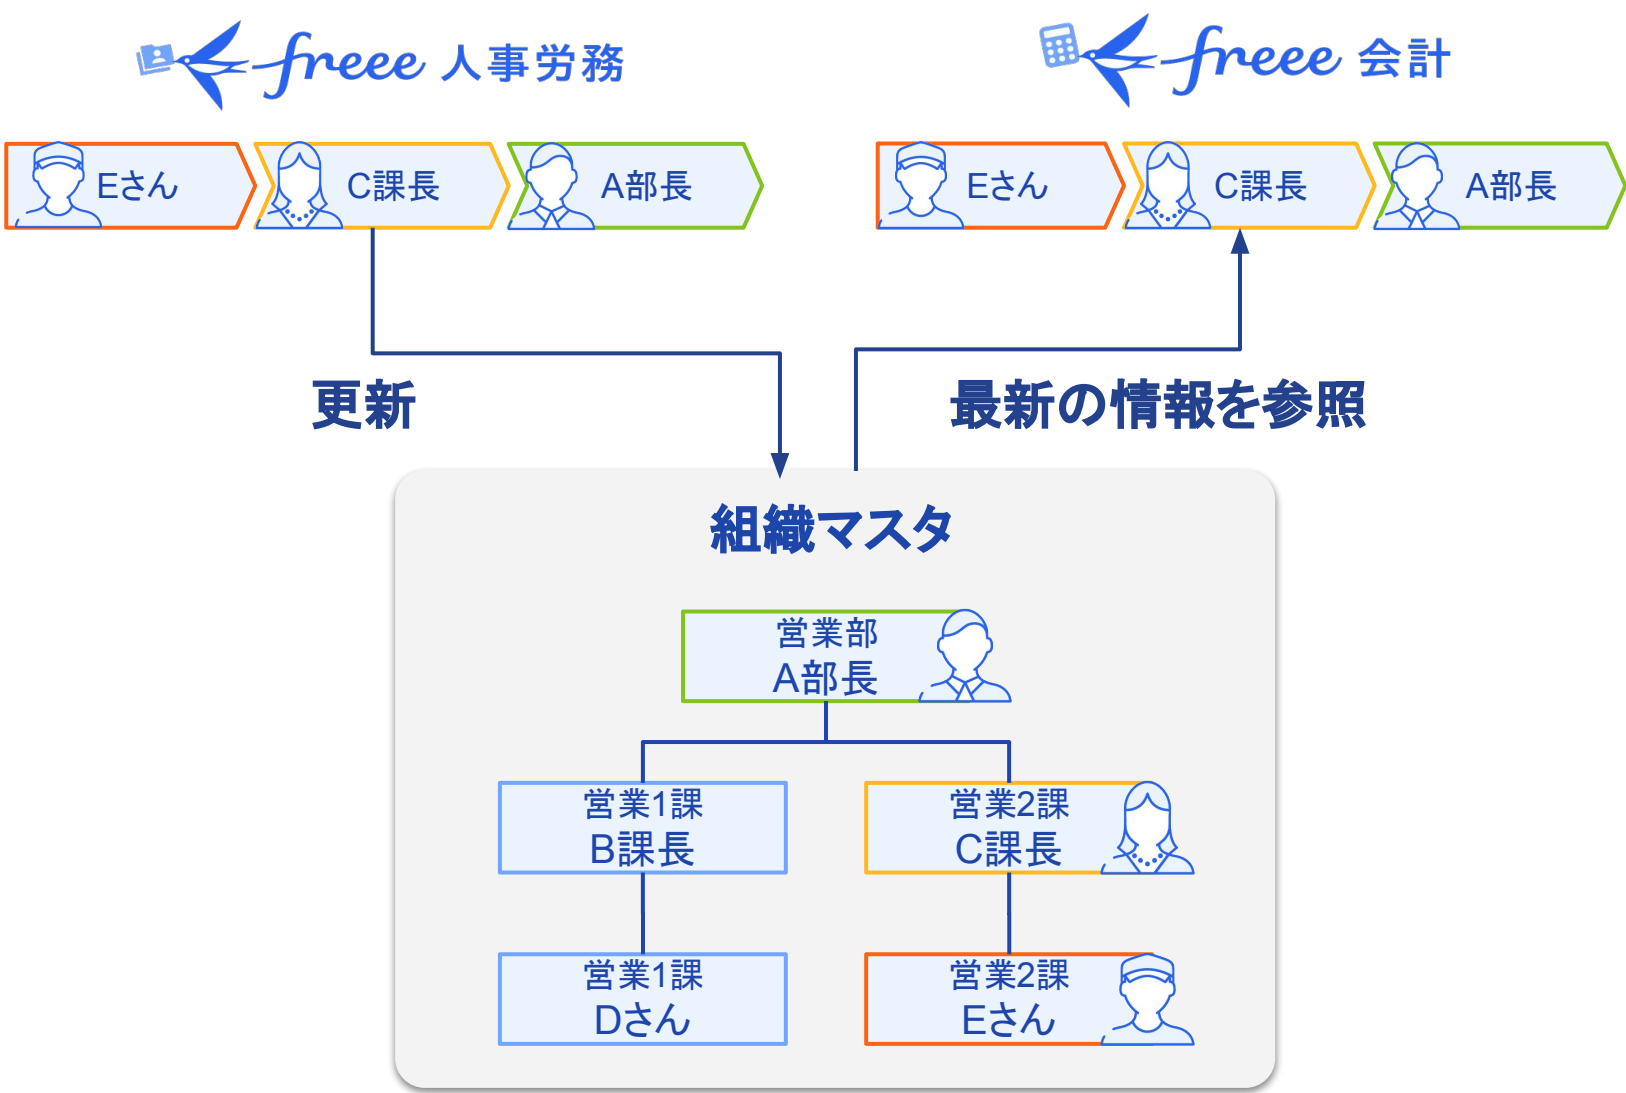 freee 人事労務
freee 会計
Eさん
C課長
A部長
Eさん
C課長
A部長
更新
最新の情報を参照
組織マスタ
営業部
A部長
営業1課
B課長
営業2課
C課長
営業1課
Dさん
営業2課
Eさん